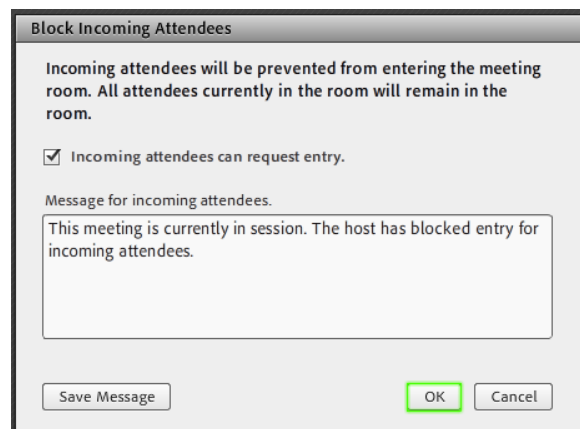 Block Incoming Attendees
Incoming attendees will be prevented from entering the meeting
room. All attendees currently in the room will remain in the
room.
Incoming attendees can request entry.
Message for incoming attendees.
This meeting is currently in session. The host has blocked entry for
incoming attendees.
Save Message OK Cancel